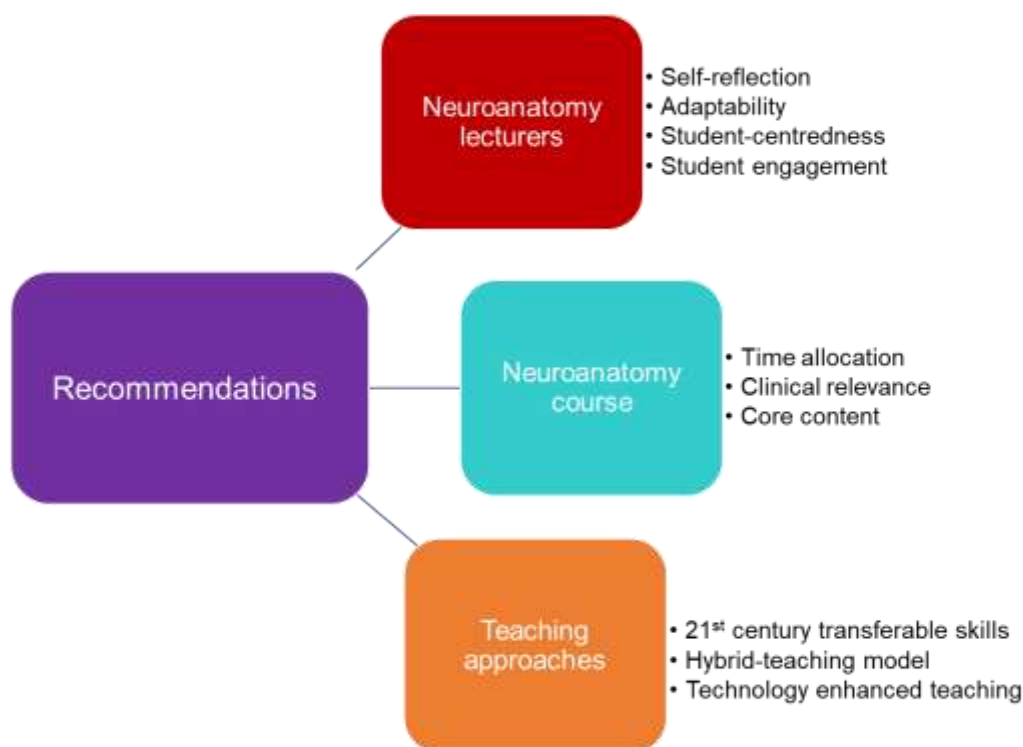 Neuroanatomy
lecturers
• Self-reflection
• Adaptability
• Student-centredness
• Student engagement
Recommendations
Neuroanatomy
course
• Time allocation
• Clinical relevance
• Core content
Teaching
approaches
• 21st century transferable skills
• Hybrid-teaching model
• Technology enhanced teaching